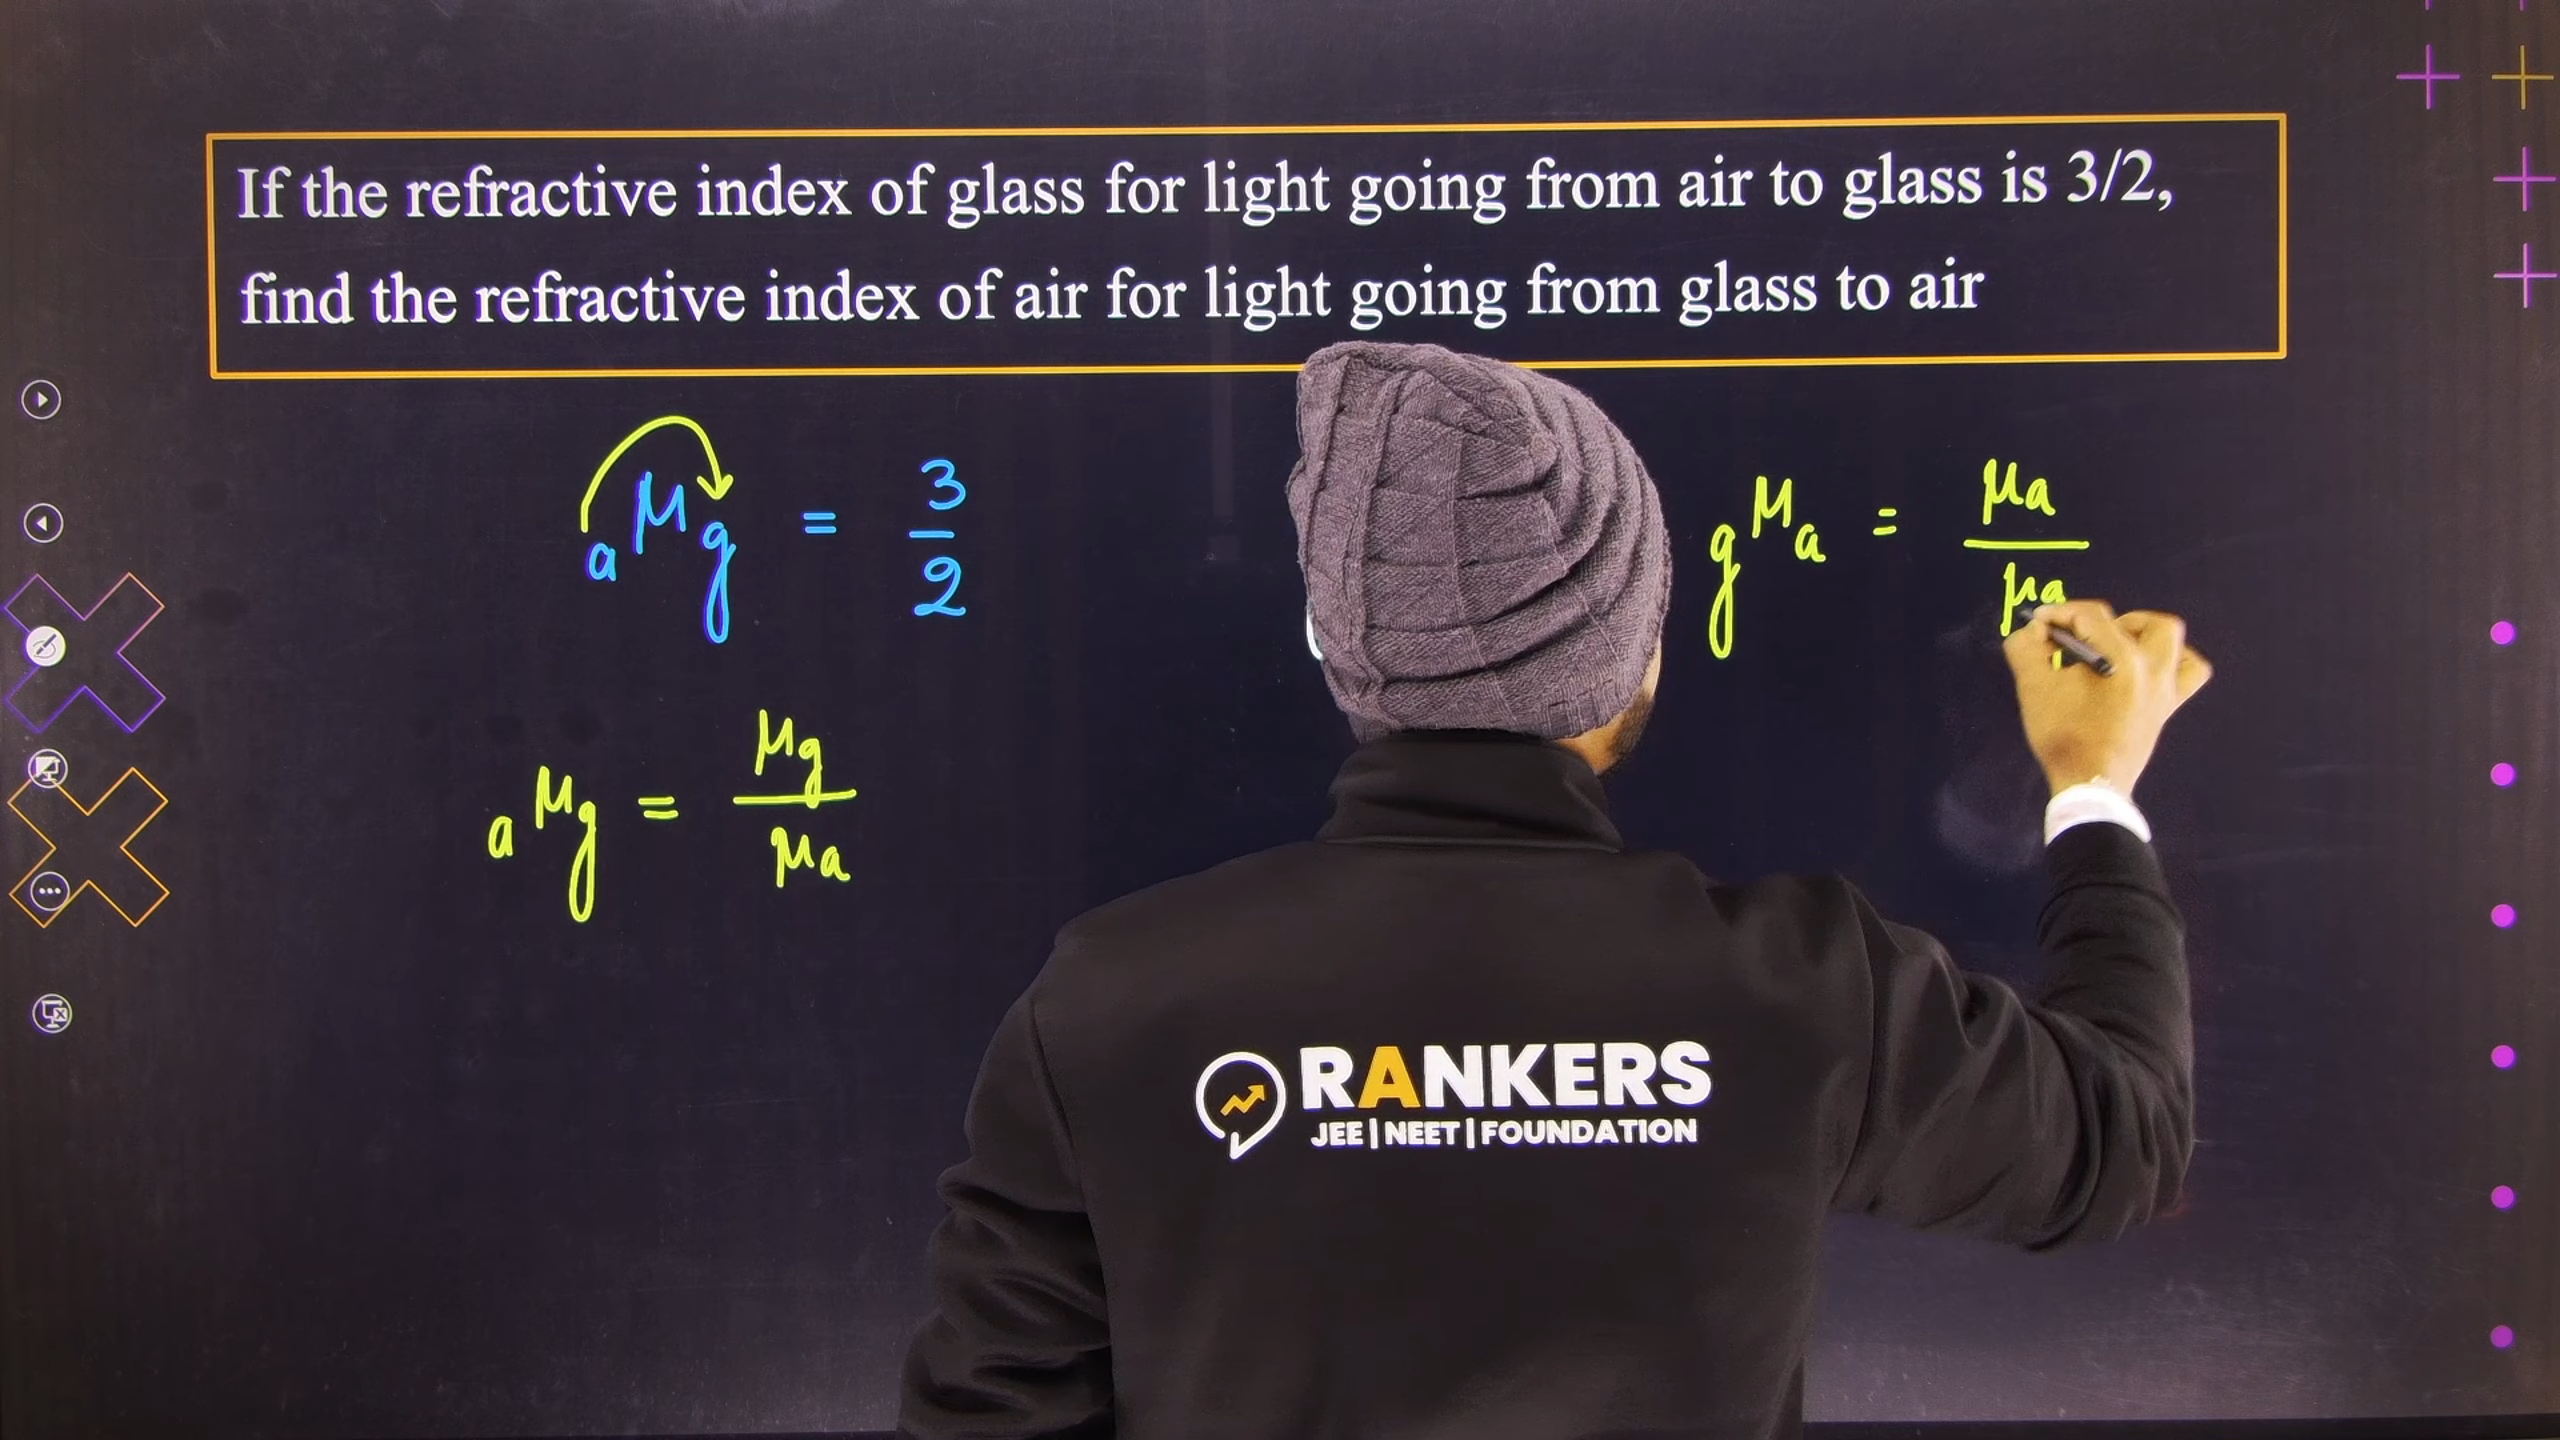 If the refractive index of glass for light going from air to glass is 3/2,
find the refractive index of air for light going from glass to air
aμg = 3/2
gμa = μa/μg
aμg = μg/μa
RANKERS
JEE|NEET|FOUNDATION